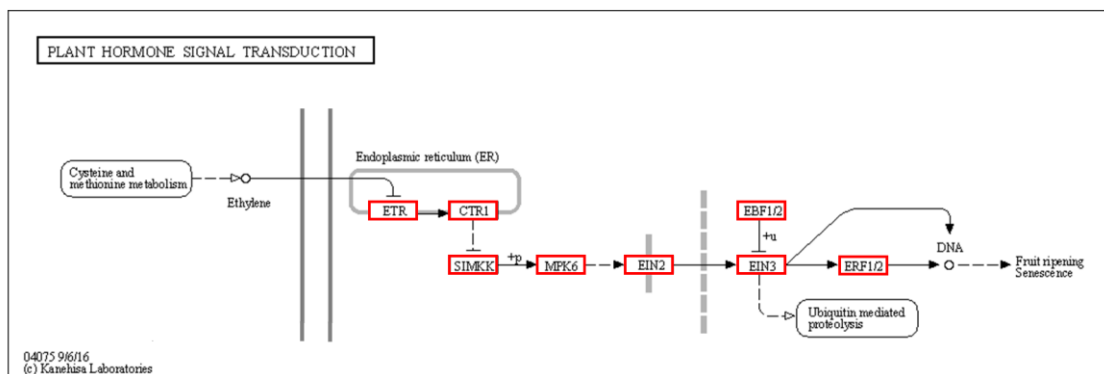 PLANT HORMONE SIGNAL TRANSDUCTION
Endoplasmic reticulum (ER)
Cysteine and
methionine metabolism
Ethylene
ETR
CTR1
EBF1/2
+u
DNA
SIMKK
+p
MPK6
EIN2
EIN3
ERF1/2
Fruit ripening
Senescence
Ubiquitin mediated
proteolysis
04075 9/6/16
(c) Kanehisa Laboratories